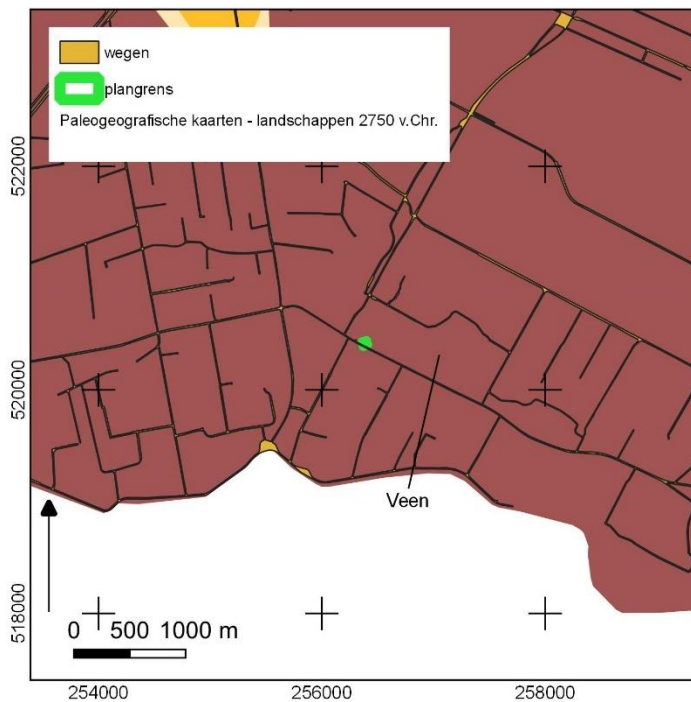 wegen
plangrens
Paleogeografische kaarten - landschappen 2750 v.Chr.
522000
520000
518000
Veen
0 500 1000 m
254000 256000 258000